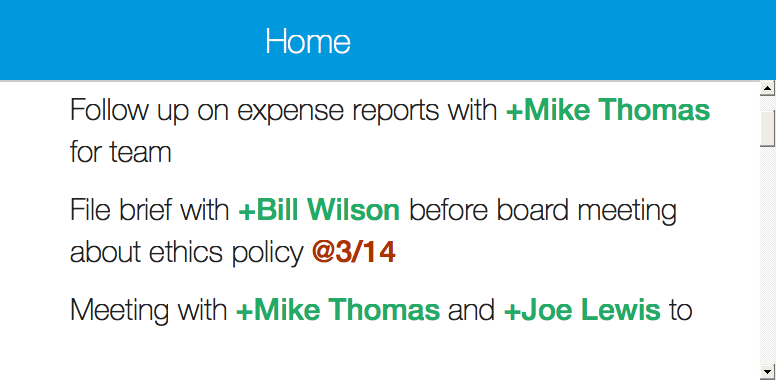 Home
Follow up on expense reports with +Mike Thomas
for team
File brief with +Bill Wilson before board meeting
about ethics policy @3/14
Meeting with +Mike Thomas and +Joe Lewis to